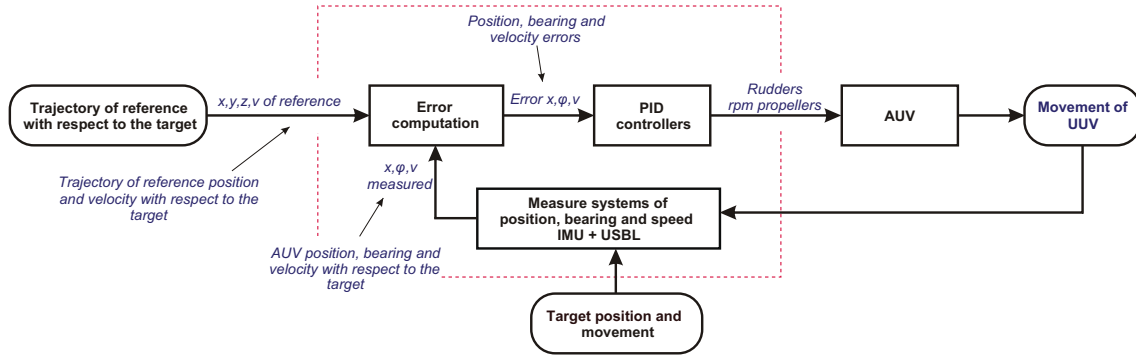 Position, bearing and
velocity errors
Trajectory of reference
with respect to the target
x,y,z,v of reference
Error
computation
Error x,φ,v
PID
controllers
Rudders
rpm propellers
AUV
Movement of
UUV
x,φ,v
measured
Trajectory of reference position
and velocity with respect to the
target
Measure systems of
position, bearing and speed
IMU + USBL
AUV position, bearing and
velocity with respect to the
target
Target position and
movement